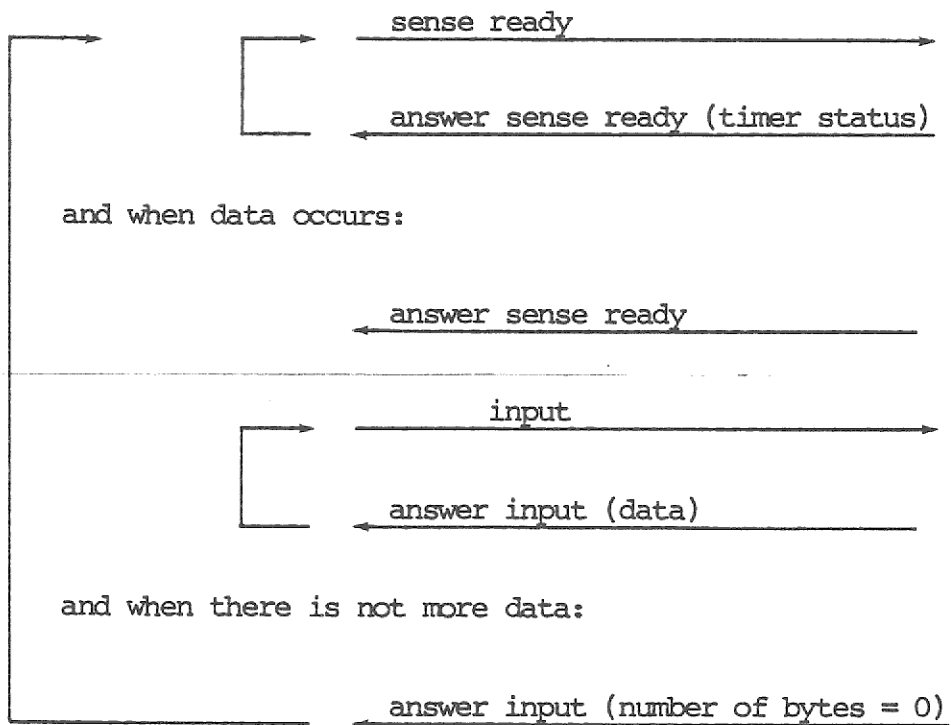 sense ready
answer sense ready (timer status)
and when data occurs:
answer sense ready
input
answer input (data)
and when there is not more data:
answer input (number of bytes = 0)